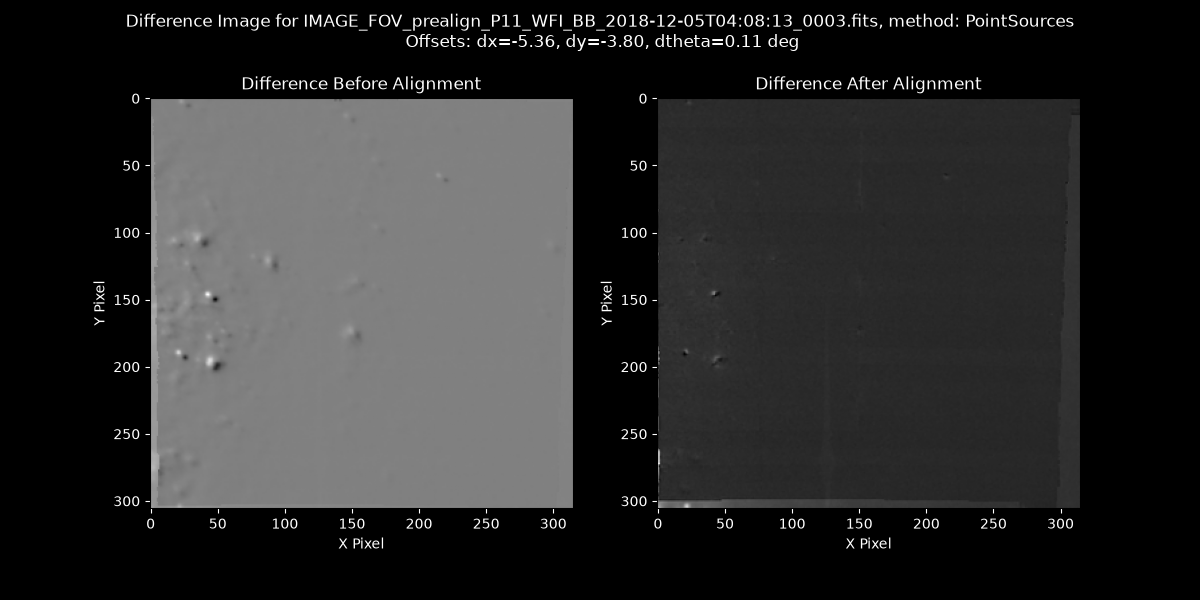 Difference Image for IMAGE_FOV_prealign_P11_WFI_BB_2018-12-05T04:08:13_0003.fits, method: PointSources
Offsets: dx=-5.36, dy=-3.80, dtheta=0.11 deg
Difference Before Alignment
0
50
100
150
200
250
300
Y Pixel
0 50 100 150 200 250 300
X Pixel
Difference After Alignment
0
50
100
150
200
250
300
Y Pixel
0 50 100 150 200 250 300
X Pixel